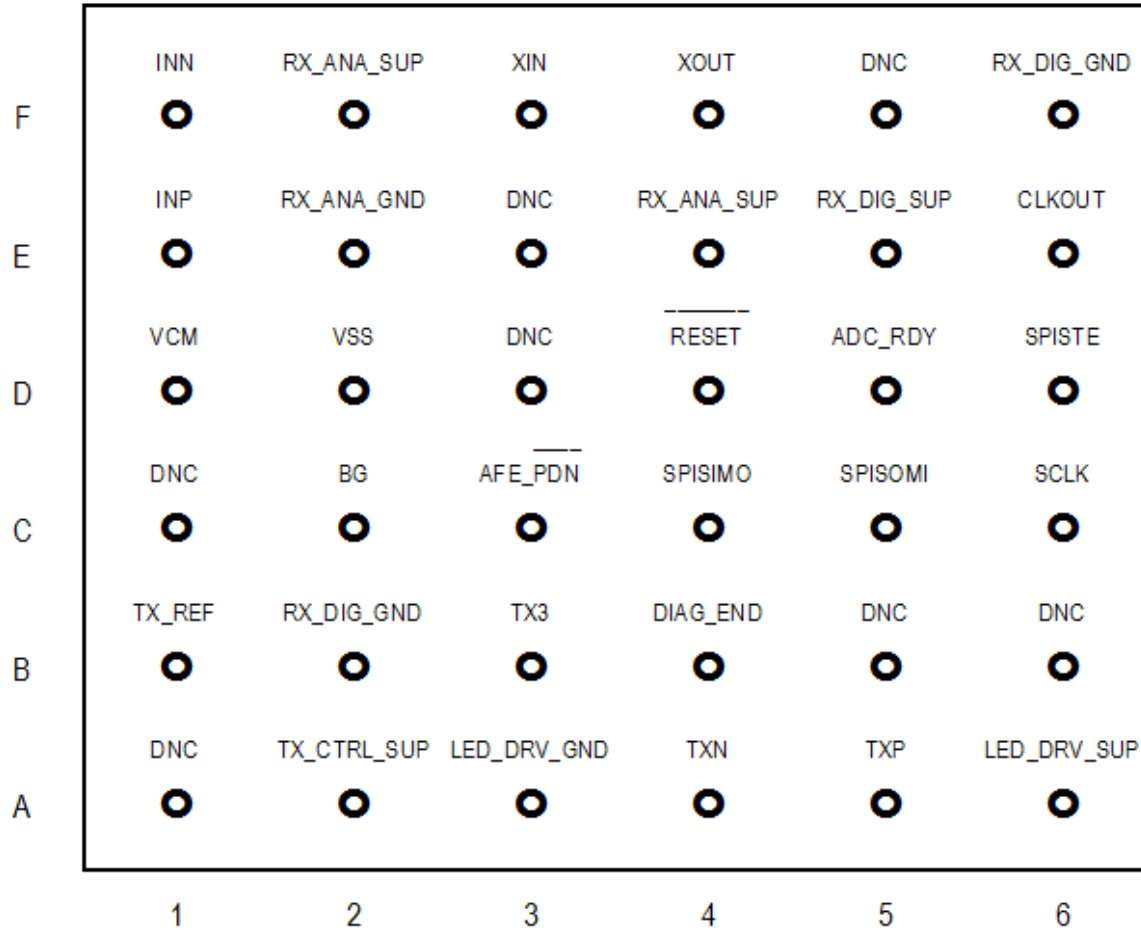 INN RX_ANA_SUP XIN XOUT DNC RX_DIG_GND
F
INP RX_ANA_GND DNC RX_ANA_SUP RX_DIG_SUP CLKOUT
E
VCM VSS DNC RESET ADC_RDY SPISTE
D
DNC BG AFE_PDN SPISIMO SPISOMI SCLK
C
TX_REF RX_DIG_GND TX3 DIAG_END DNC DNC
B
DNC TX_CTRL_SUP LED_DRV_GND TXN TXP LED_DRV_SUP
A
1 2 3 4 5 6